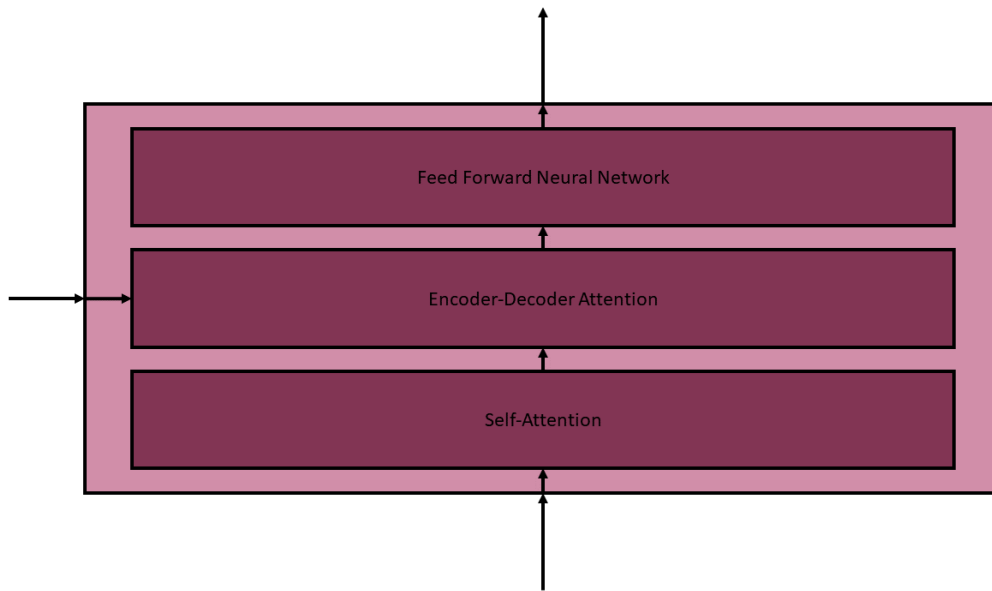 Feed Forward Neural Network
Encoder-Decoder Attention
Self-Attention